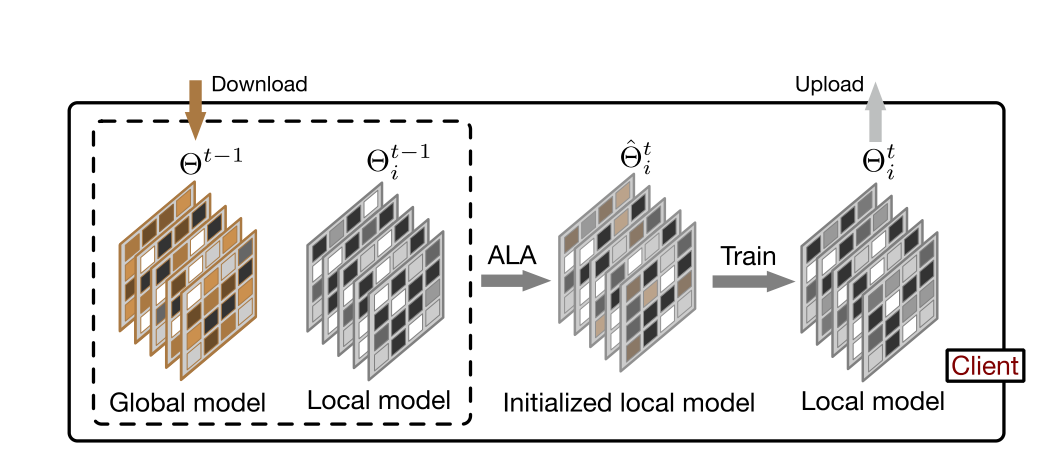 Download
Upload
Θ^{t−1}
Θ_i^{t−1}
Θ̂_i^t
Θ_i^t
ALA
Train
Client
Global model
Local model
Initialized local model
Local model